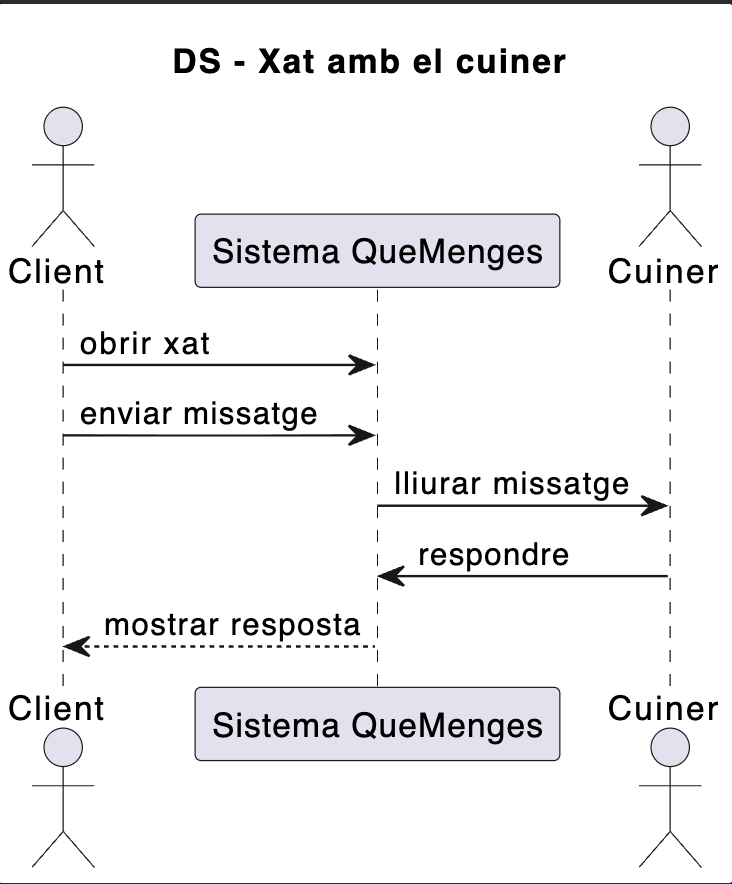 DS - Xat amb el cuiner
Client
Sistema QueMenges
Cuiner
obrir xat
enviar missatge
lliurar missatge
respondre
mostrar resposta
Client
Sistema QueMenges
Cuiner